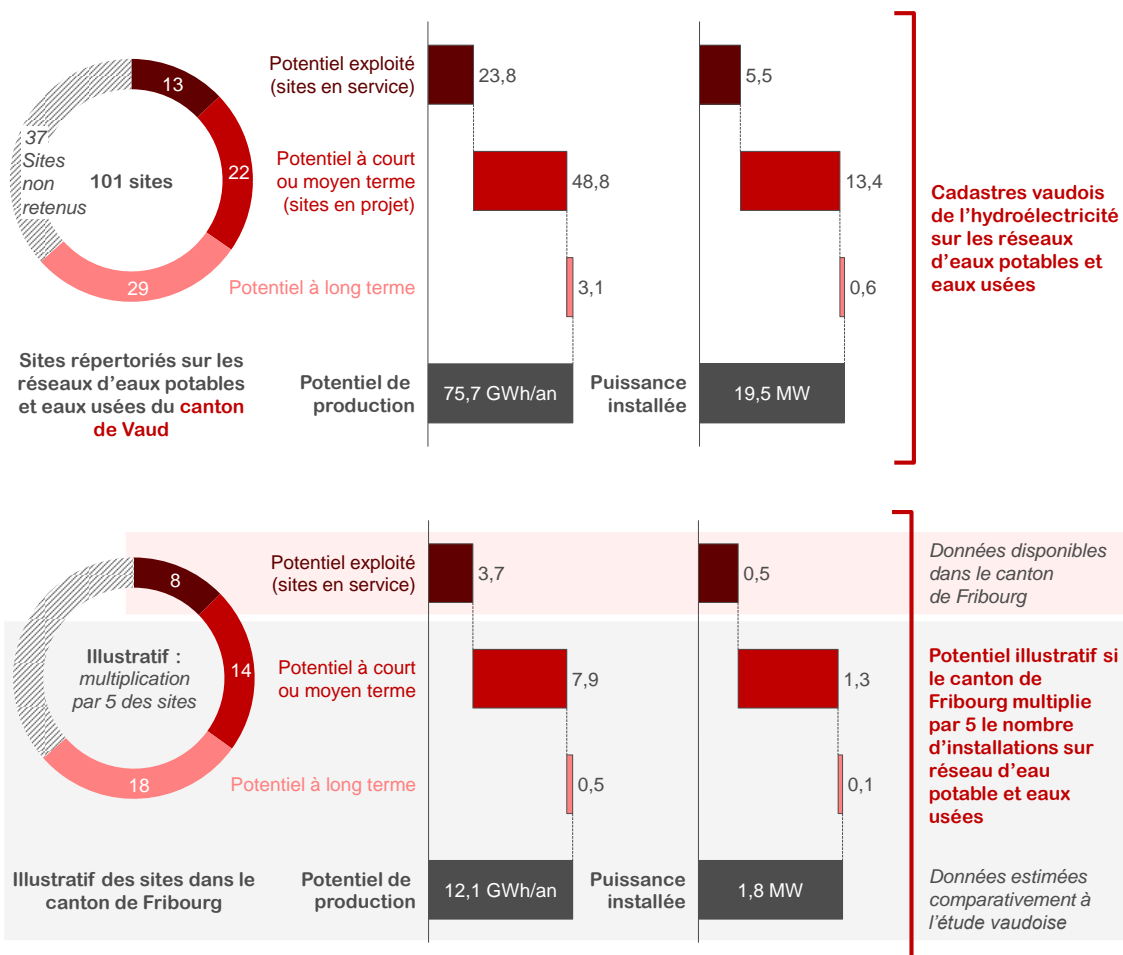 13
22
29
37
Sites
non
retenus
101 sites
Sites répertoriés sur les
réseaux d'eaux potables
et eaux usées du canton
de Vaud
Potentiel exploité
(sites en service)
Potentiel à court
ou moyen terme
(sites en projet)
Potentiel à long terme
Potentiel de
production
23,8
48,8
3,1
75,7 GWh/an
Puissance
installée
5,5
13,4
0,6
19,5 MW
Cadastres vaudois
de l'hydroélectricité
sur les réseaux
d'eaux potables et
eaux usées
8
14
18
Illustratif :
multiplication
par 5 des sites
Illustratif des sites dans le
canton de Fribourg
Potentiel exploité
(sites en service)
Potentiel à court
ou moyen terme
Potentiel à long terme
Potentiel de
production
3,7
7,9
0,5
12,1 GWh/an
Puissance
installée
0,5
1,3
0,1
1,8 MW
Données disponibles
dans le canton
de Fribourg
Potentiel illustratif si
le canton de
Fribourg multiplie
par 5 le nombre
d'installations sur
réseau d'eau
potable et eaux
usées
Données estimées
comparativement à
l'étude vaudoise